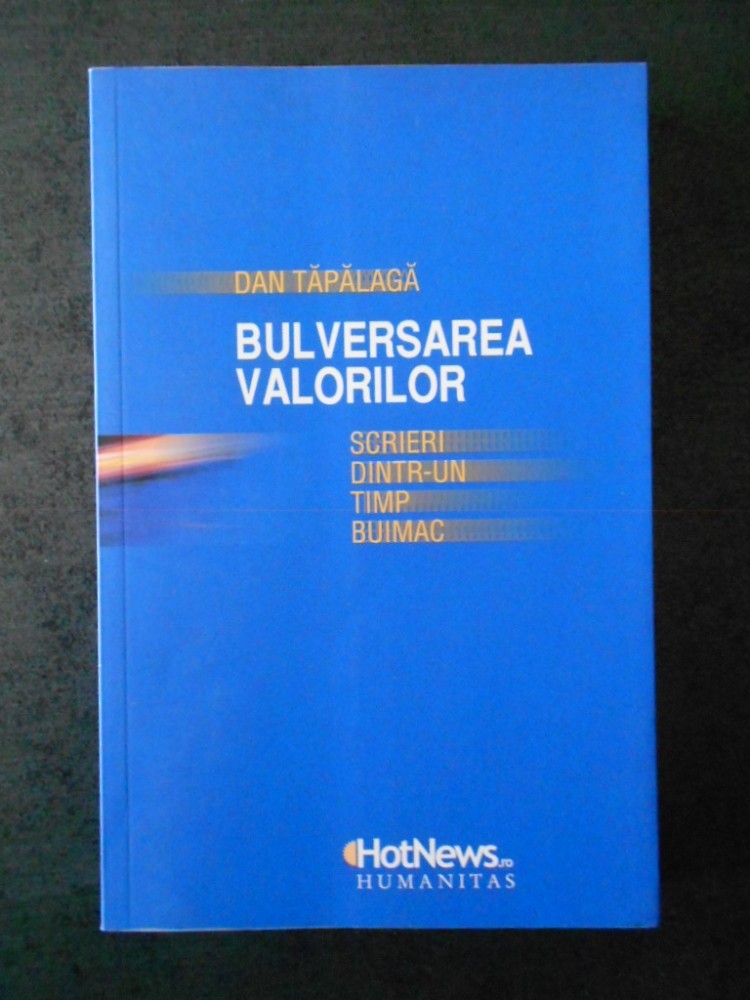 DAN TĂPĂLAGĂ
BULVERSAREA
VALORILOR
SCRIERI
DINTR-UN
TIMP
BUIMAC
HotNews.ro
HUMANITAS